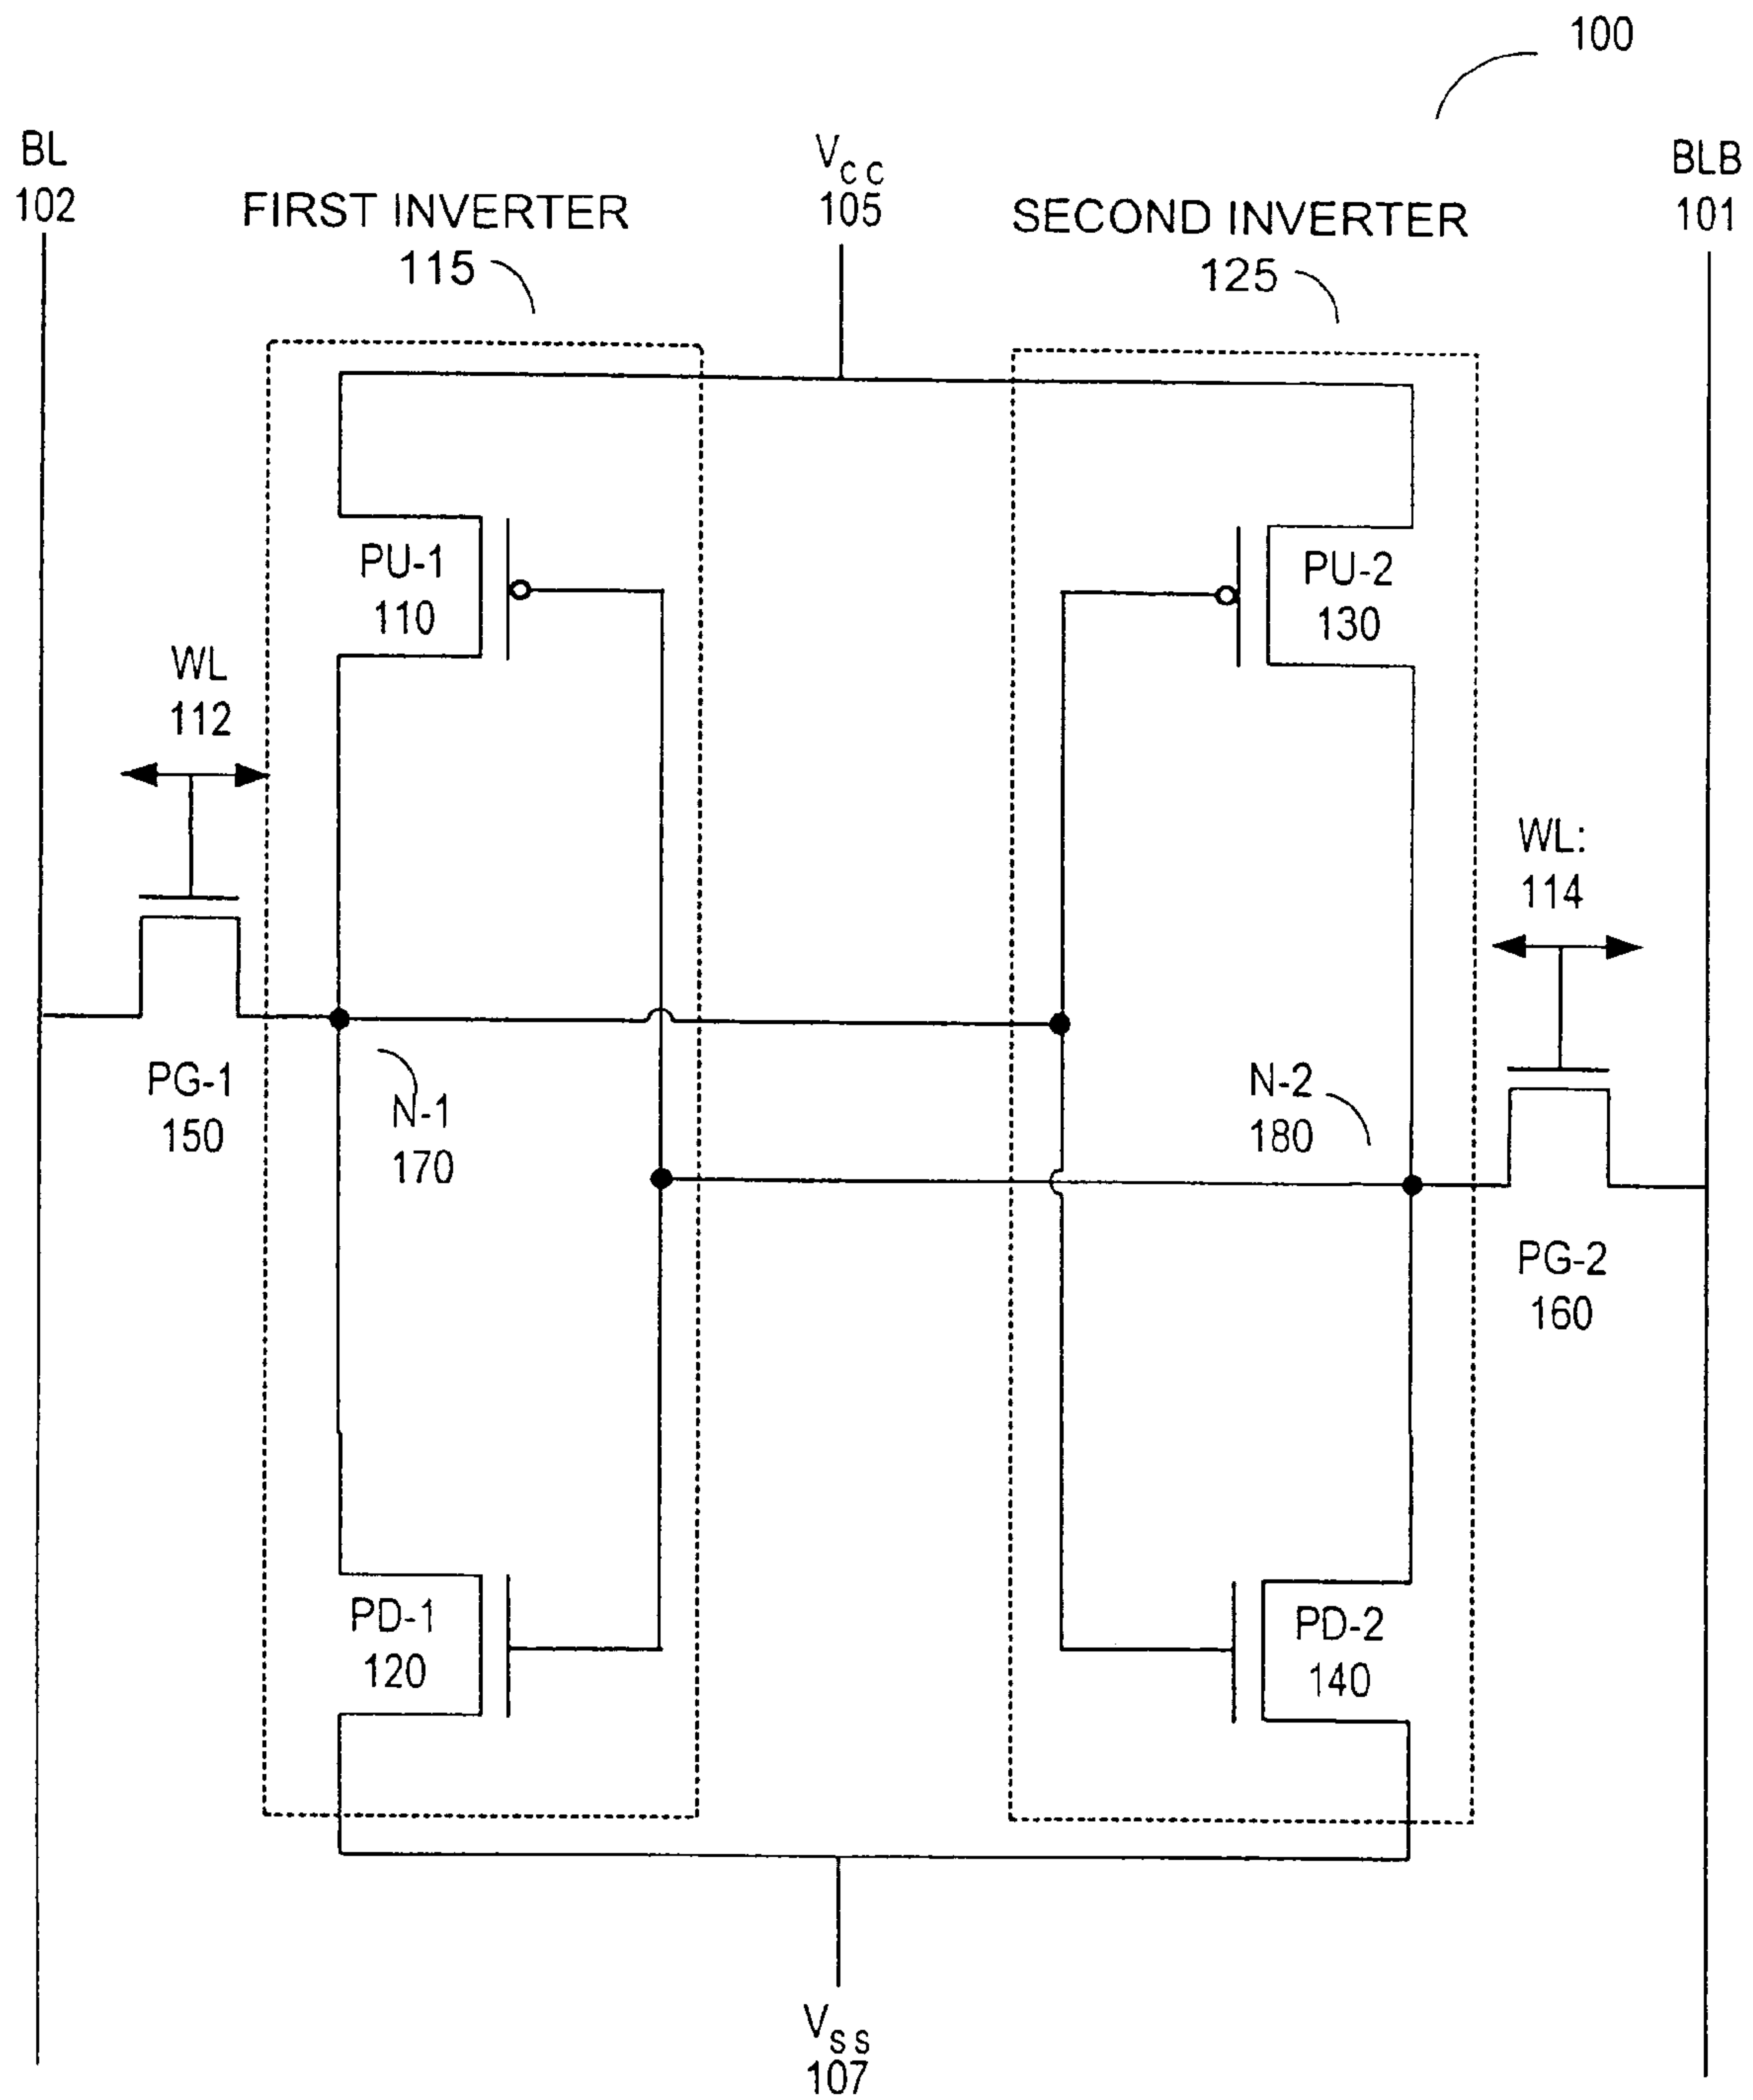 100
BL
102
FIRST INVERTER
115
VCC
105
SECOND INVERTER
125
BLB
101
PU-1
110
PU-2
130
WL
112
WL:
114
PG-1
150
N-1
170
N-2
180
PG-2
160
PD-1
120
PD-2
140
VSS
107